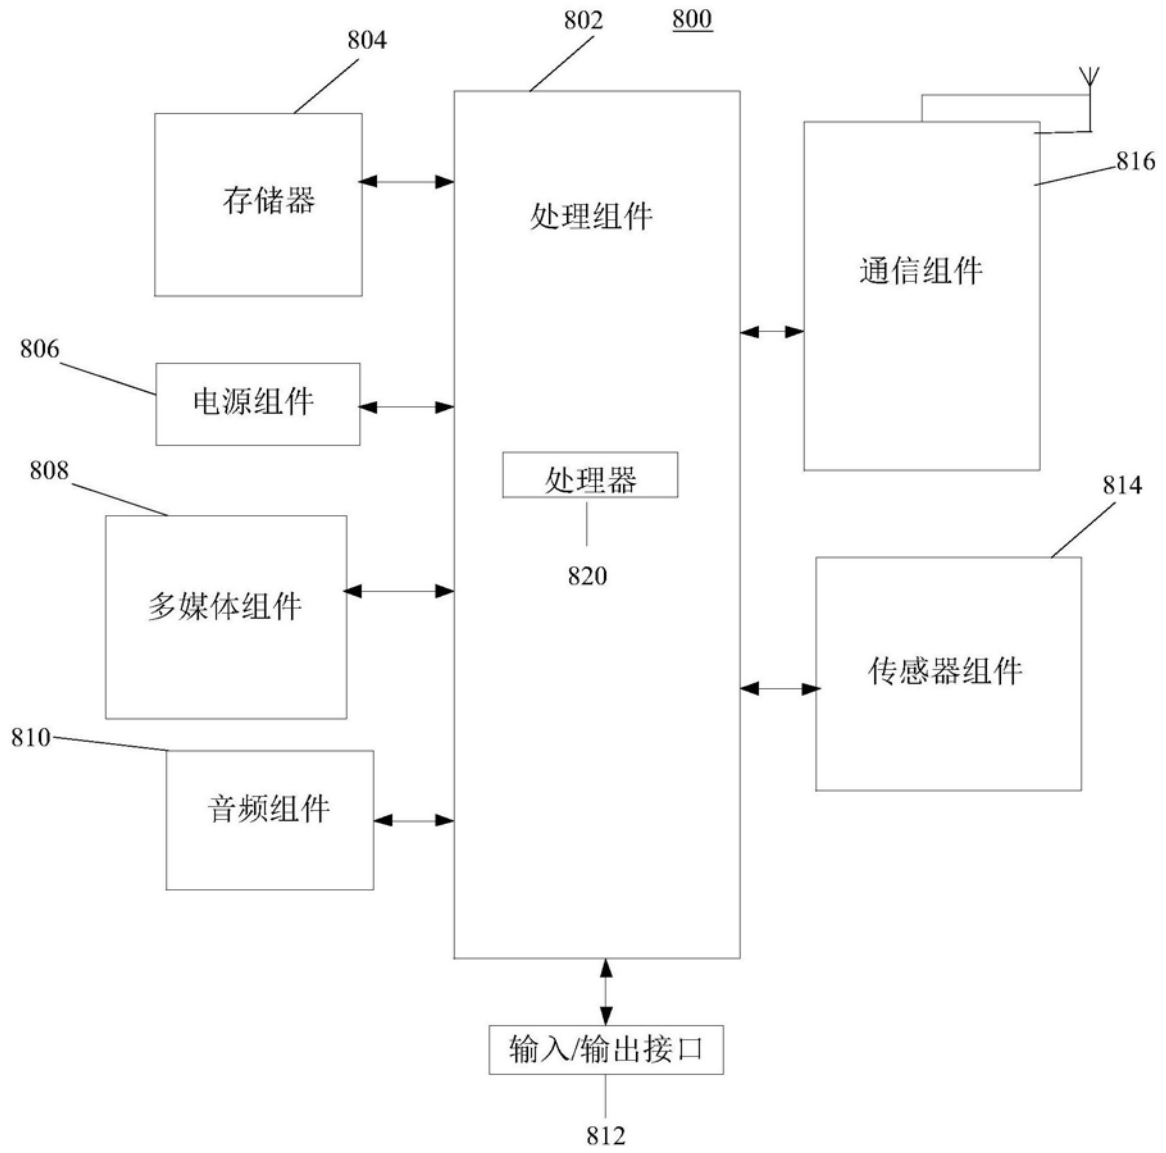 802
800
804
816
存储器
处理组件
通信组件
806
电源组件
808
处理器
814
820
多媒体组件
传感器组件
810
音频组件
输入/输出接口
812